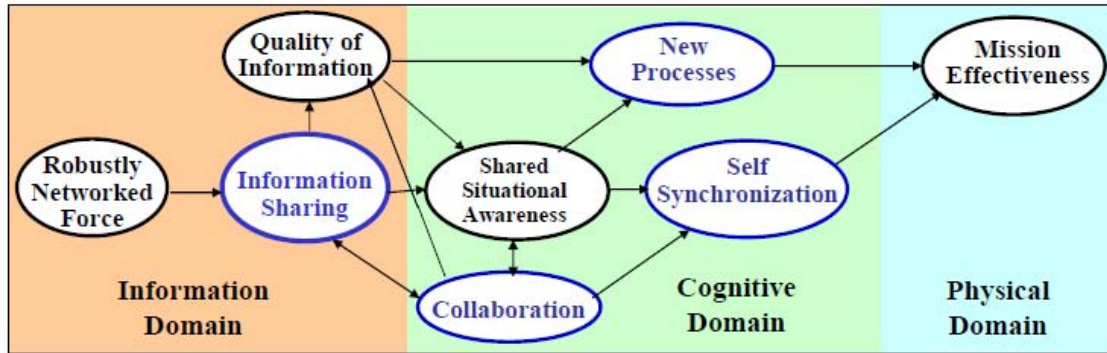 Quality of
Information
New
Processes
Mission
Effectiveness
Robustly
Networked
Force
Information
Sharing
Shared
Situational
Awareness
Self
Synchronization
Collaboration
Information
Domain
Cognitive
Domain
Physical
Domain